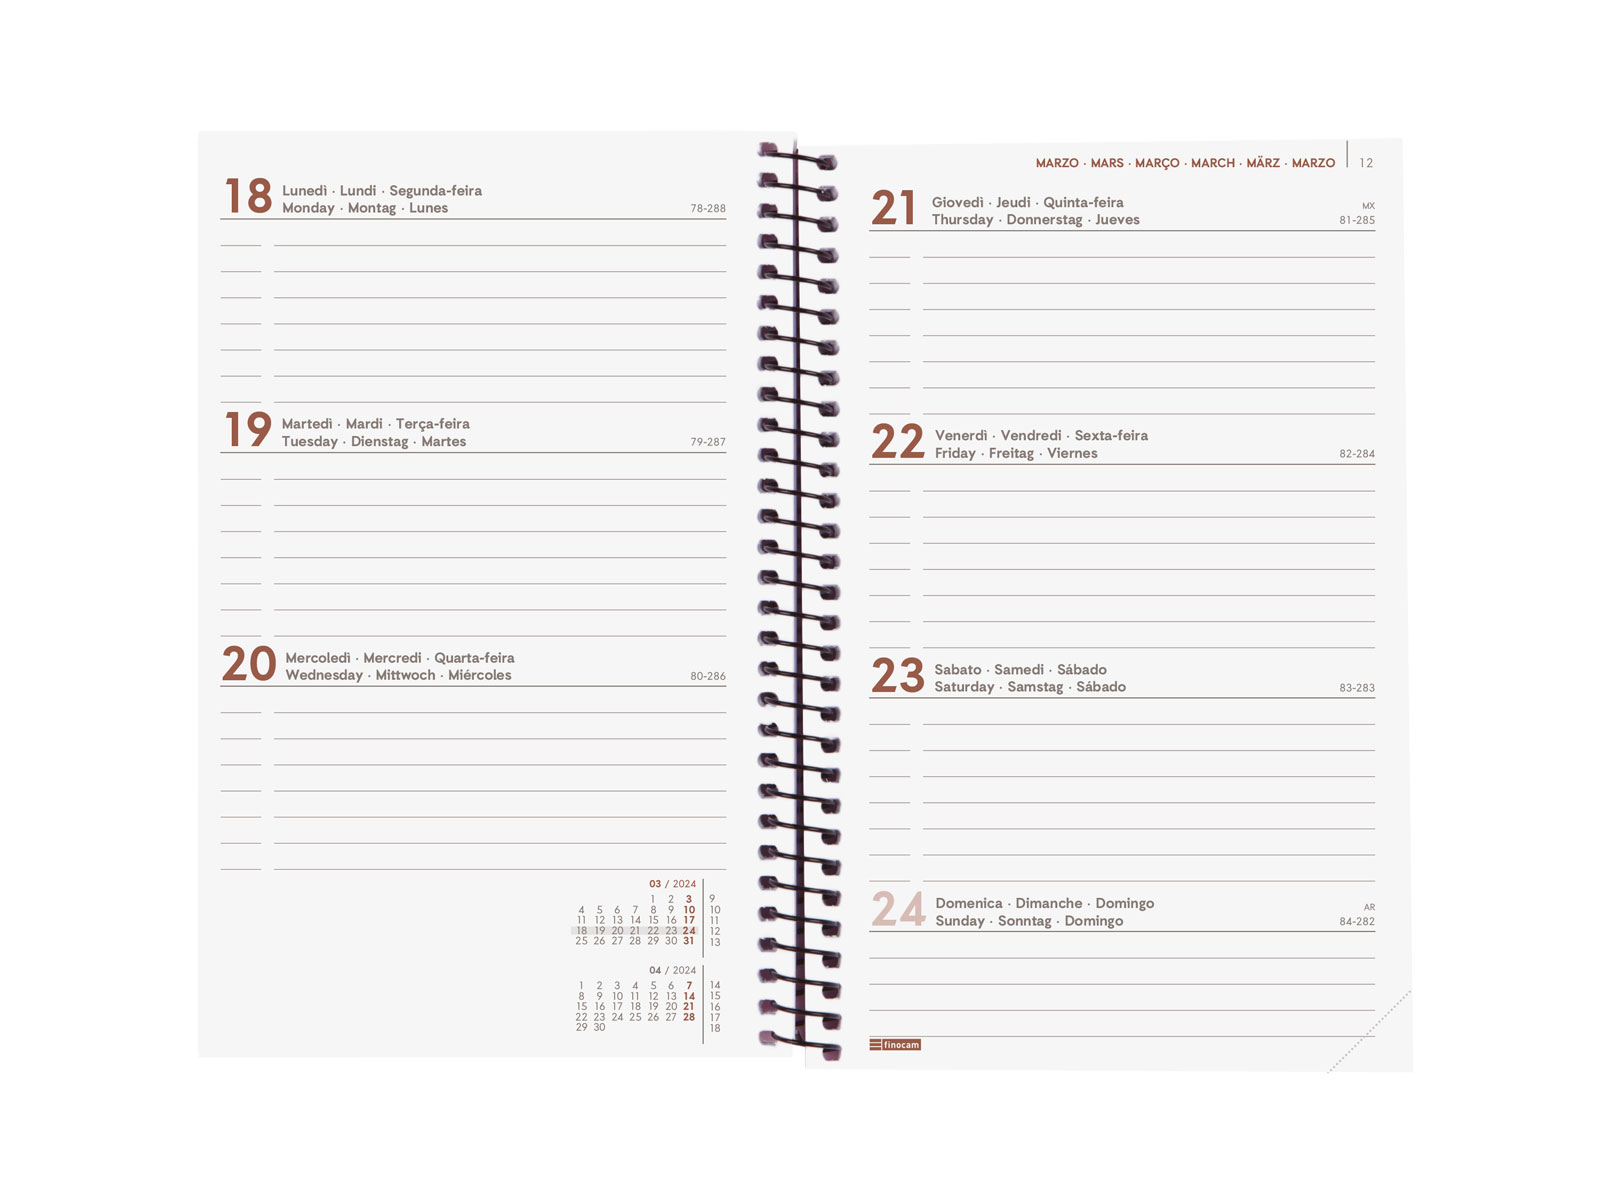 18 Lunedì · Lundi · Segunda-feira
Monday · Montag · Lunes 78-288
19 Martedì · Mardi · Terça-feira
Tuesday · Dienstag · Martes 79-287
20 Mercoledì · Mercredi · Quarta-feira
Wednesday · Mittwoch · Miércoles 80-286
03 / 2024
1 2 3 9
4 5 6 7 8 9 10 10
11 12 13 14 15 16 17 11
18 19 20 21 22 23 24 12
25 26 27 28 29 30 31 13
04 / 2024
1 2 3 4 5 6 7 14
8 9 10 11 12 13 14 15
15 16 17 18 19 20 21 16
22 23 24 25 26 27 28 17
29 30 18
MARZO · MARS · MARÇO · MARCH · MÄRZ · MARZO 12
21 Giovedì · Jeudi · Quinta-feira MX
Thursday · Donnerstag · Jueves 81-285
22 Venerdì · Vendredi · Sexta-feira
Friday · Freitag · Viernes 82-284
23 Sabato · Samedi · Sábado
Saturday · Samstag · Sábado 83-283
24 Domenica · Dimanche · Domingo AR
Sunday · Sonntag · Domingo 84-282
finocam